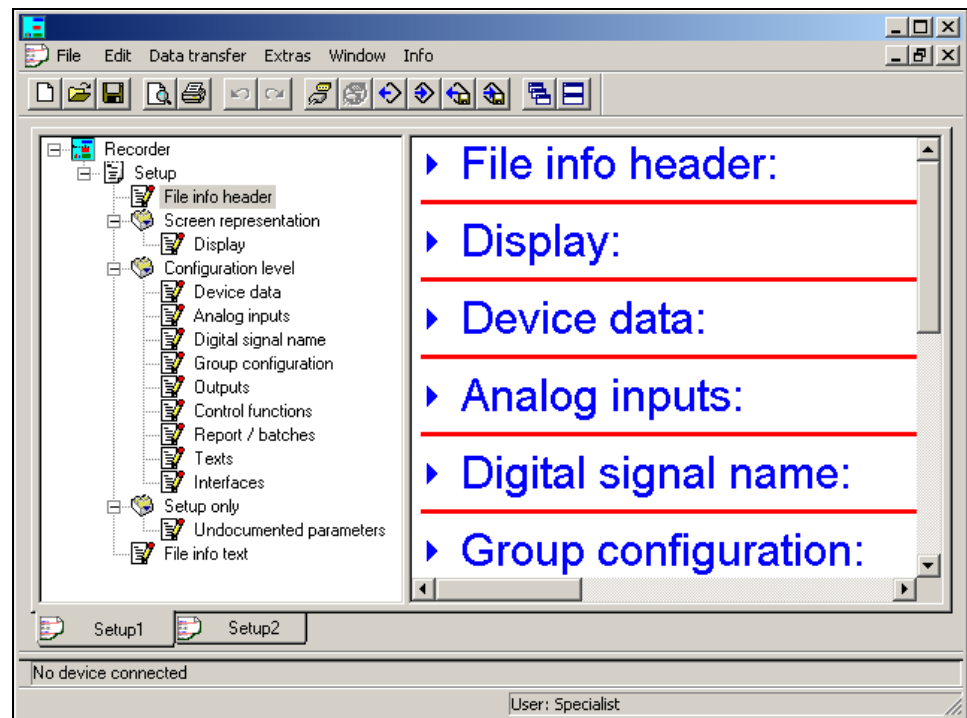 File Edit Data transfer Extras Window Info
Recorder
Setup
File info header
Screen representation
Display
Configuration level
Device data
Analog inputs
Digital signal name
Group configuration
Outputs
Control functions
Report / batches
Texts
Interfaces
Setup only
Undocumented parameters
File info text
File info header:
Display:
Device data:
Analog inputs:
Digital signal name:
Group configuration:
Setup1 Setup2
No device connected
User: Specialist